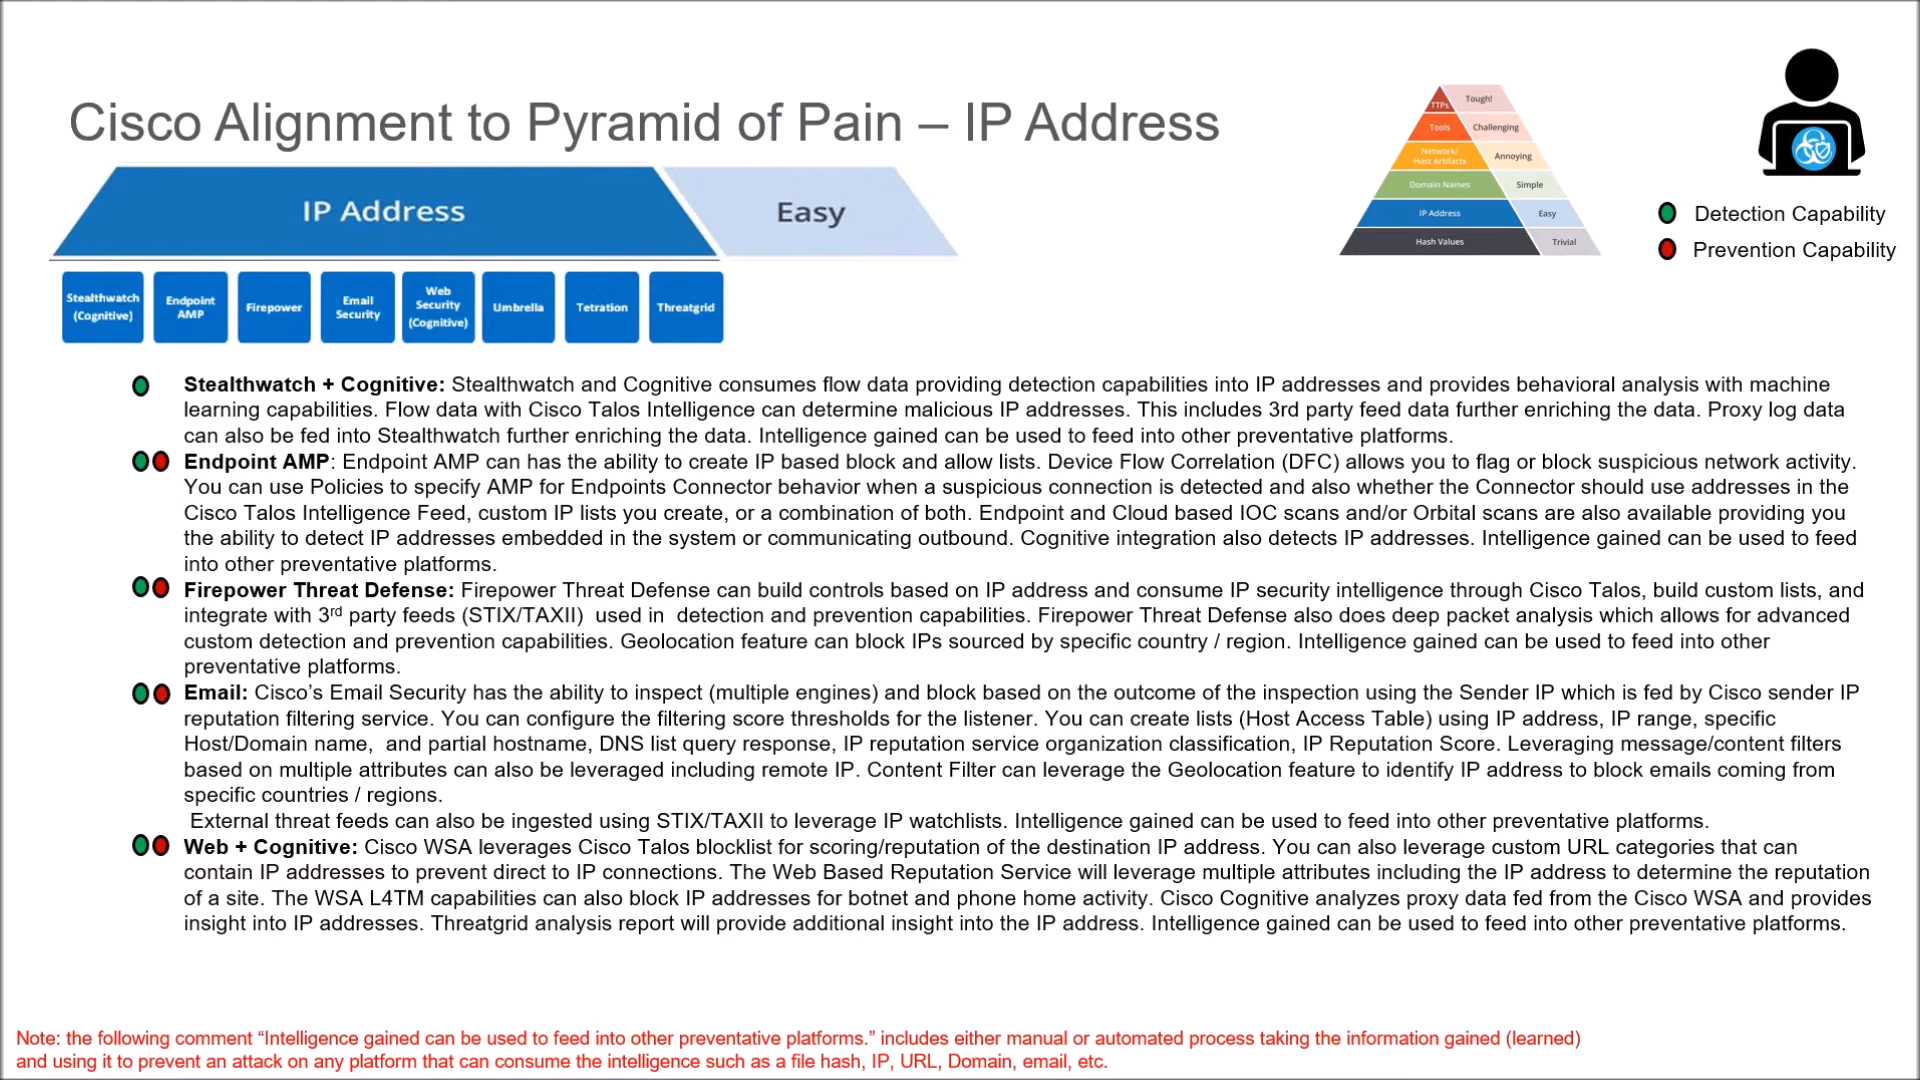 Cisco Alignment to Pyramid of Pain – IP Address
IP Address
Easy
TTPs
Tough!
Tools
Challenging
Network/
Host Artifacts
Annoying
Domain Names
Simple
IP Address
Easy
Hash Values
Trivial
Detection Capability
Prevention Capability
Stealthwatch
(Cognitive)
Endpoint
AMP
Firepower
Email
Security
Web
Security
(Cognitive)
Umbrella
Tetration
Threatgrid
Stealthwatch + Cognitive: Stealthwatch and Cognitive consumes flow data providing detection capabilities into IP addresses and provides behavioral analysis with machine
learning capabilities. Flow data with Cisco Talos Intelligence can determine malicious IP addresses. This includes 3rd party feed data further enriching the data. Proxy log data
can also be fed into Stealthwatch further enriching the data. Intelligence gained can be used to feed into other preventative platforms.
Endpoint AMP: Endpoint AMP can has the ability to create IP based block and allow lists. Device Flow Correlation (DFC) allows you to flag or block suspicious network activity.
You can use Policies to specify AMP for Endpoints Connector behavior when a suspicious connection is detected and also whether the Connector should use addresses in the
Cisco Talos Intelligence Feed, custom IP lists you create, or a combination of both. Endpoint and Cloud based IOC scans and/or Orbital scans are also available providing you
the ability to detect IP addresses embedded in the system or communicating outbound. Cognitive integration also detects IP addresses. Intelligence gained can be used to feed
into other preventative platforms.
Firepower Threat Defense: Firepower Threat Defense can build controls based on IP address and consume IP security intelligence through Cisco Talos, build custom lists, and
integrate with 3rd party feeds (STIX/TAXII)  used in  detection and prevention capabilities. Firepower Threat Defense also does deep packet analysis which allows for advanced
custom detection and prevention capabilities. Geolocation feature can block IPs sourced by specific country / region. Intelligence gained can be used to feed into other
preventative platforms.
Email: Cisco’s Email Security has the ability to inspect (multiple engines) and block based on the outcome of the inspection using the Sender IP which is fed by Cisco sender IP
reputation filtering service. You can configure the filtering score thresholds for the listener. You can create lists (Host Access Table) using IP address, IP range, specific
Host/Domain name,  and partial hostname, DNS list query response, IP reputation service organization classification, IP Reputation Score. Leveraging message/content filters
based on multiple attributes can also be leveraged including remote IP. Content Filter can leverage the Geolocation feature to identify IP address to block emails coming from
specific countries / regions.
External threat feeds can also be ingested using STIX/TAXII to leverage IP watchlists. Intelligence gained can be used to feed into other preventative platforms.
Web + Cognitive: Cisco WSA leverages Cisco Talos blocklist for scoring/reputation of the destination IP address. You can also leverage custom URL categories that can
contain IP addresses to prevent direct to IP connections. The Web Based Reputation Service will leverage multiple attributes including the IP address to determine the reputation
of a site. The WSA L4TM capabilities can also block IP addresses for botnet and phone home activity. Cisco Cognitive analyzes proxy data fed from the Cisco WSA and provides
insight into IP addresses. Threatgrid analysis report will provide additional insight into the IP address. Intelligence gained can be used to feed into other preventative platforms.
Note: the following comment “Intelligence gained can be used to feed into other preventative platforms.” includes either manual or automated process taking the information gained (learned)
and using it to prevent an attack on any platform that can consume the intelligence such as a file hash, IP, URL, Domain, email, etc.